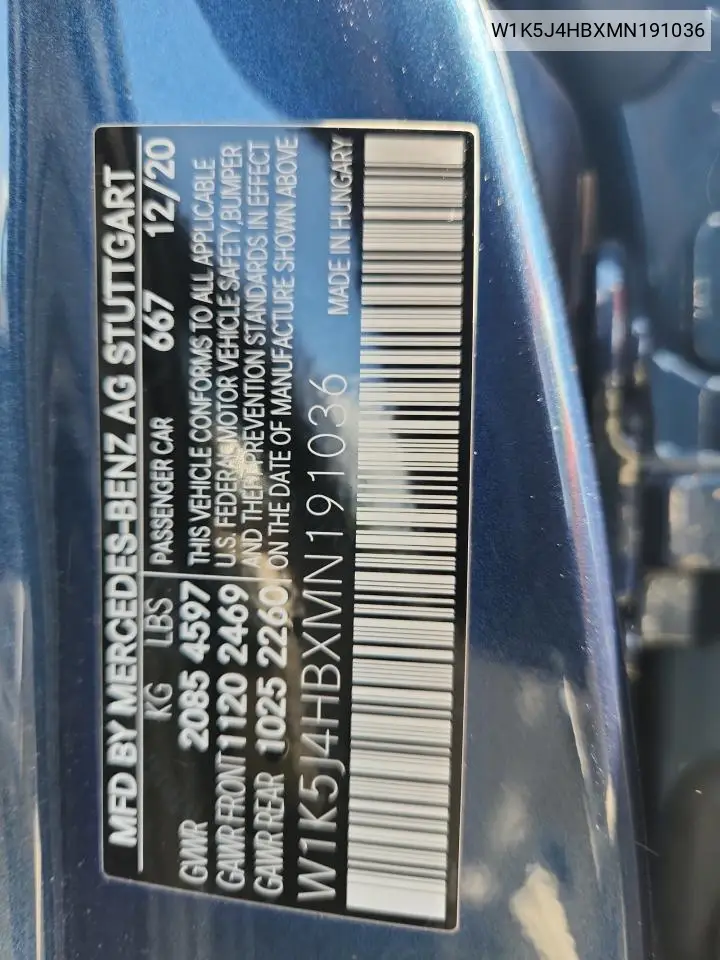 W1K5J4HBXMN191036
MFD BY MERCEDES-BENZ AG STUTTGART
KG LBS PASSENGER CAR 667 12/20
GVWR 2085 4597 THIS VEHICLE CONFORMS TO ALL APPLICABLE
GAWR FRONT 1120 2469 U.S. FEDERAL MOTOR VEHICLE SAFETY, BUMPER
GAWR REAR 1025 2260 AND THEFT PREVENTION STANDARDS IN EFFECT
ON THE DATE OF MANUFACTURE SHOWN ABOVE
W1K5J4HBXMN191036 MADE IN HUNGARY